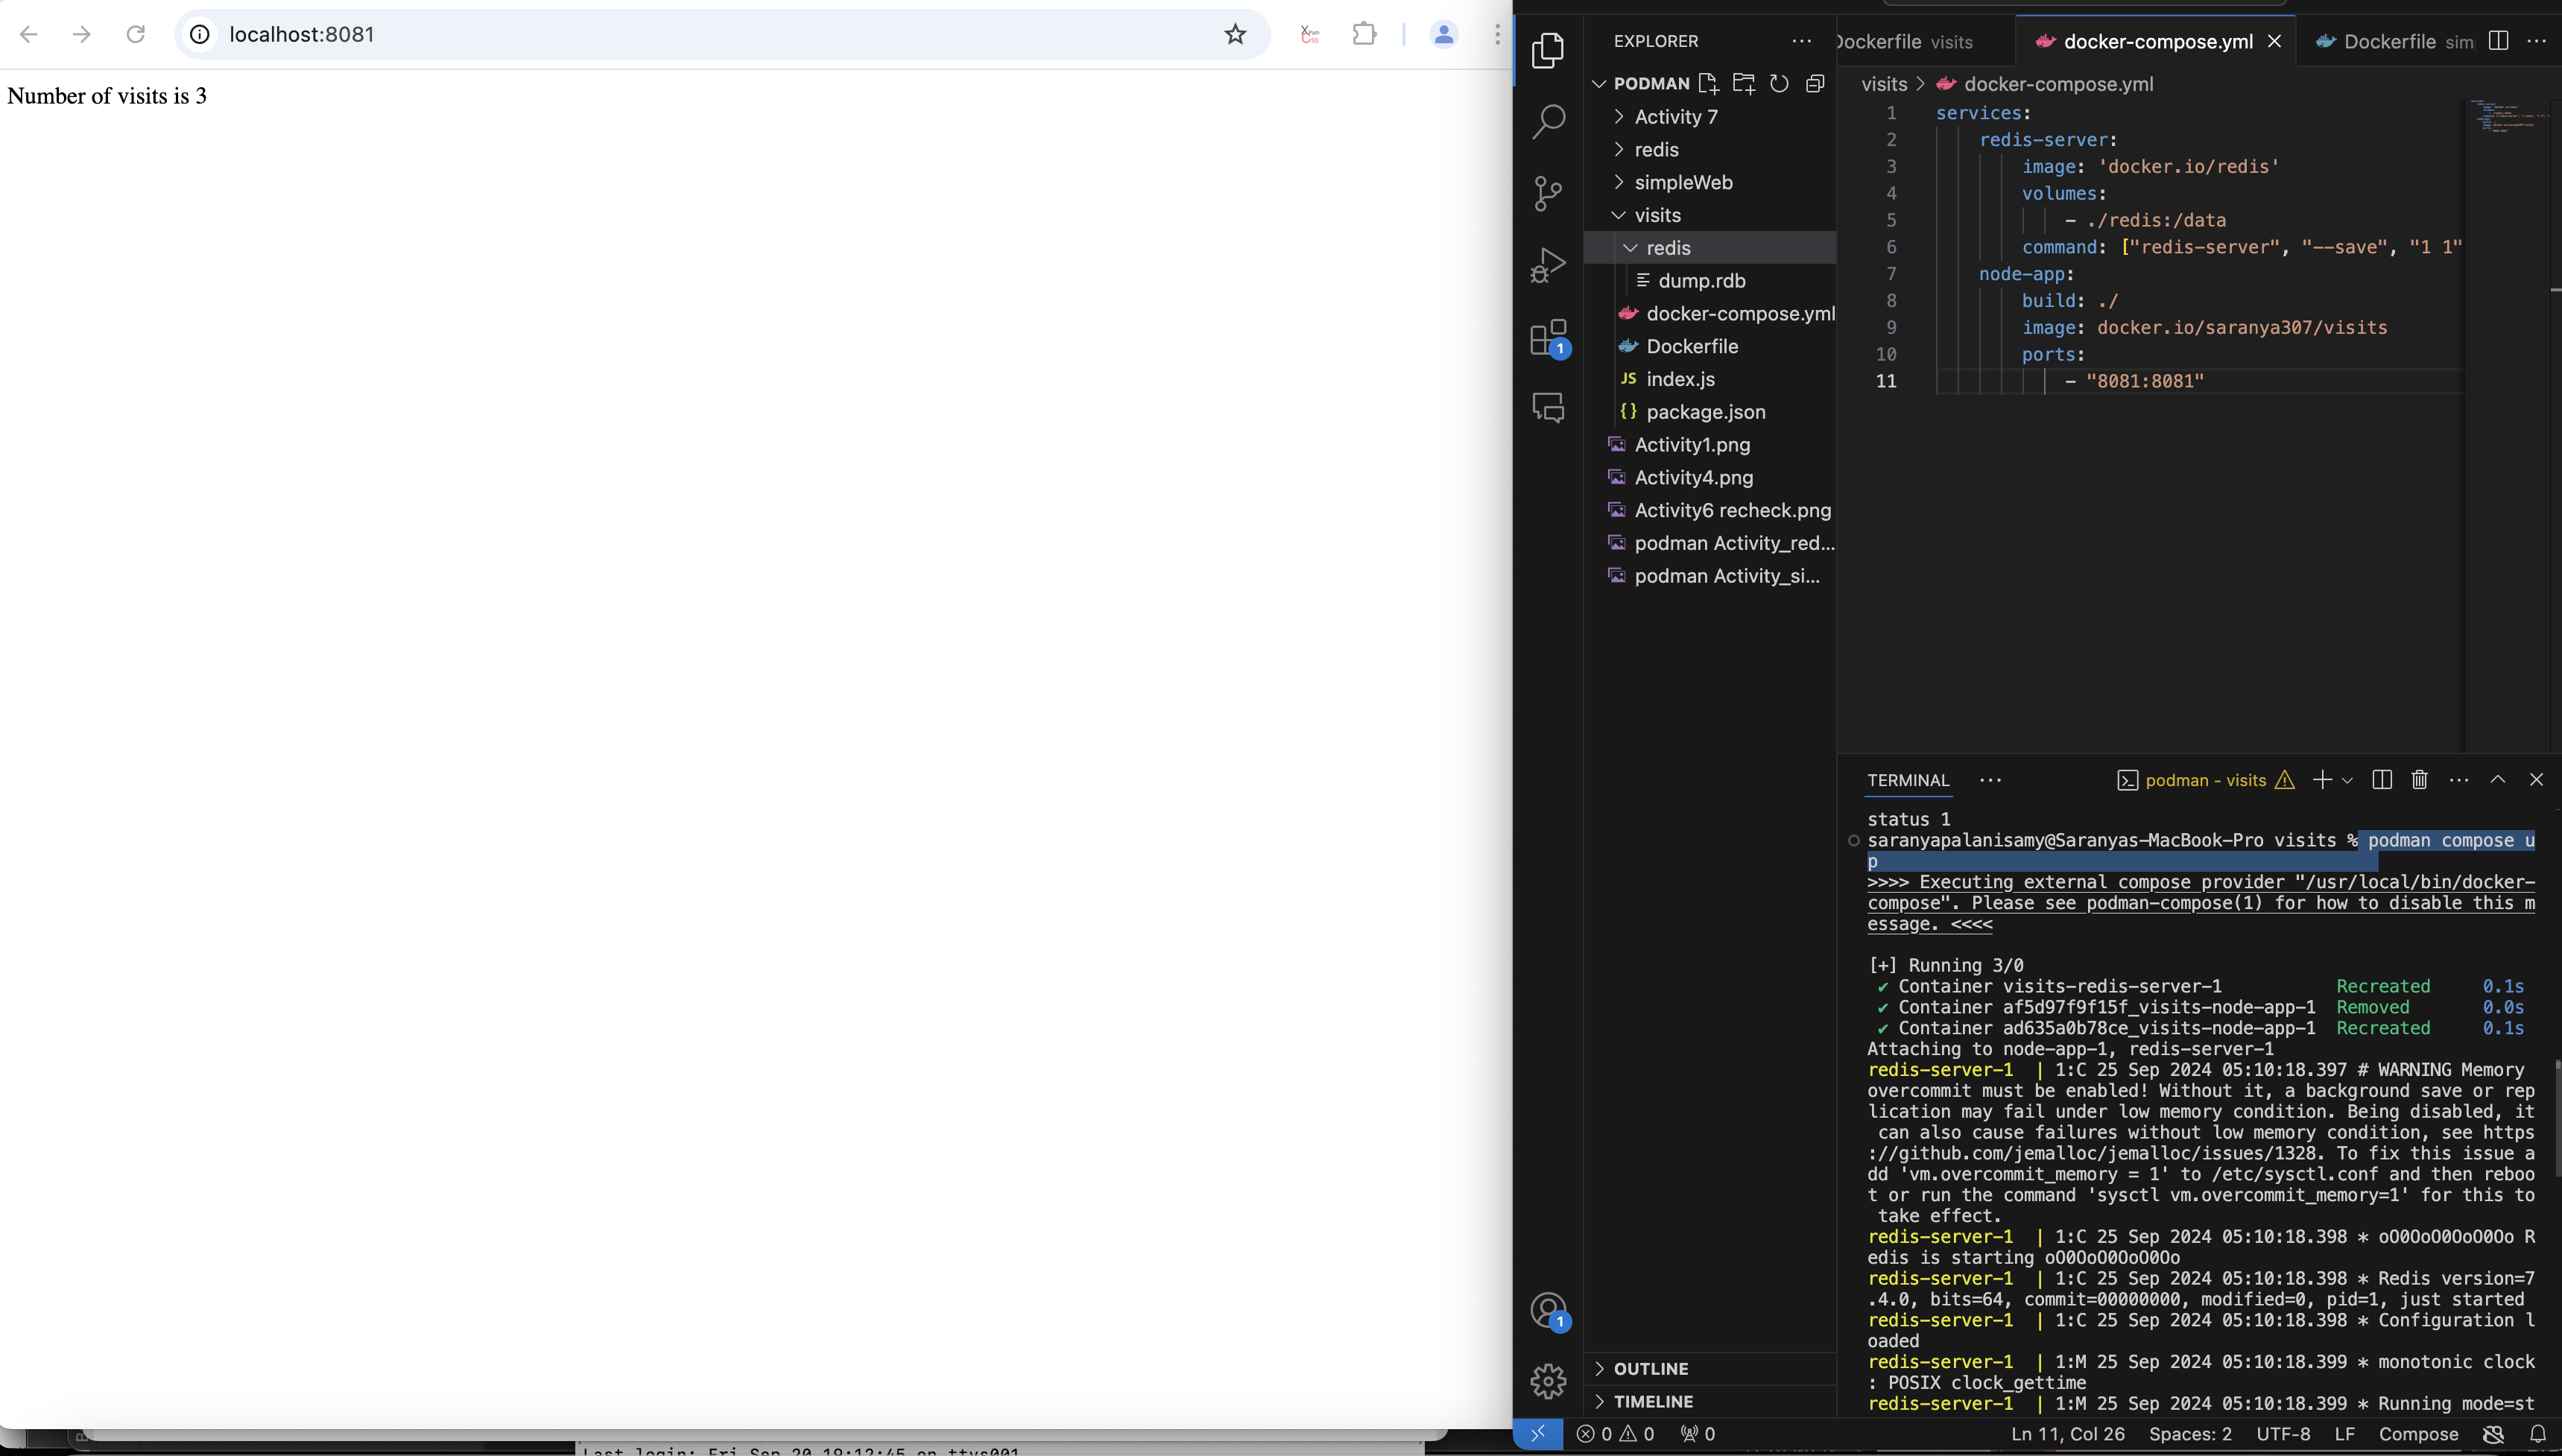 localhost:8081
Number of visits is 3
EXPLORER
PODMAN
Activity 7
redis
simpleWeb
visits
redis
dump.rdb
docker-compose.yml
Dockerfile
JS index.js
{} package.json
Activity1.png
Activity4.png
Activity6 recheck.png
podman Activity_red...
podman Activity_si...
OUTLINE
TIMELINE
1
1
Dockerfile visits
docker-compose.yml
Dockerfile sim
visits > docker-compose.yml
1 services:
2 redis-server:
3 image: 'docker.io/redis'
4 volumes:
5 - ./redis:/data
6 command: ["redis-server", "--save", "1 1"
7 node-app:
8 build: ./
9 image: docker.io/saranya307/visits
10 ports:
11 - "8081:8081"
TERMINAL
podman - visits
status 1
saranyapalanisamy@Saranyas-MacBook-Pro visits % podman compose u
p
>>>> Executing external compose provider "/usr/local/bin/docker-
compose". Please see podman-compose(1) for how to disable this m
essage. <<<<
[+] Running 3/0
✔ Container visits-redis-server-1 Recreated 0.1s
✔ Container af5d97f9f15f_visits-node-app-1 Removed 0.0s
✔ Container ad635a0b78ce_visits-node-app-1 Recreated 0.1s
Attaching to node-app-1, redis-server-1
redis-server-1 | 1:C 25 Sep 2024 05:10:18.397 # WARNING Memory
overcommit must be enabled! Without it, a background save or rep
lication may fail under low memory condition. Being disabled, it
can also cause failures without low memory condition, see https
://github.com/jemalloc/jemalloc/issues/1328. To fix this issue a
dd 'vm.overcommit_memory = 1' to /etc/sysctl.conf and then reboo
t or run the command 'sysctl vm.overcommit_memory=1' for this to
take effect.
redis-server-1 | 1:C 25 Sep 2024 05:10:18.398 * oO0OoO0OoO0Oo R
edis is starting oO0OoO0OoO0Oo
redis-server-1 | 1:C 25 Sep 2024 05:10:18.398 * Redis version=7
.4.0, bits=64, commit=00000000, modified=0, pid=1, just started
redis-server-1 | 1:C 25 Sep 2024 05:10:18.398 * Configuration l
oaded
redis-server-1 | 1:M 25 Sep 2024 05:10:18.399 * monotonic clock
: POSIX clock_gettime
redis-server-1 | 1:M 25 Sep 2024 05:10:18.399 * Running mode=st
0 0 0
Ln 11, Col 26 Spaces: 2 UTF-8 LF Compose
Last login: Fri Sep 20 19:12:45 on ttys001